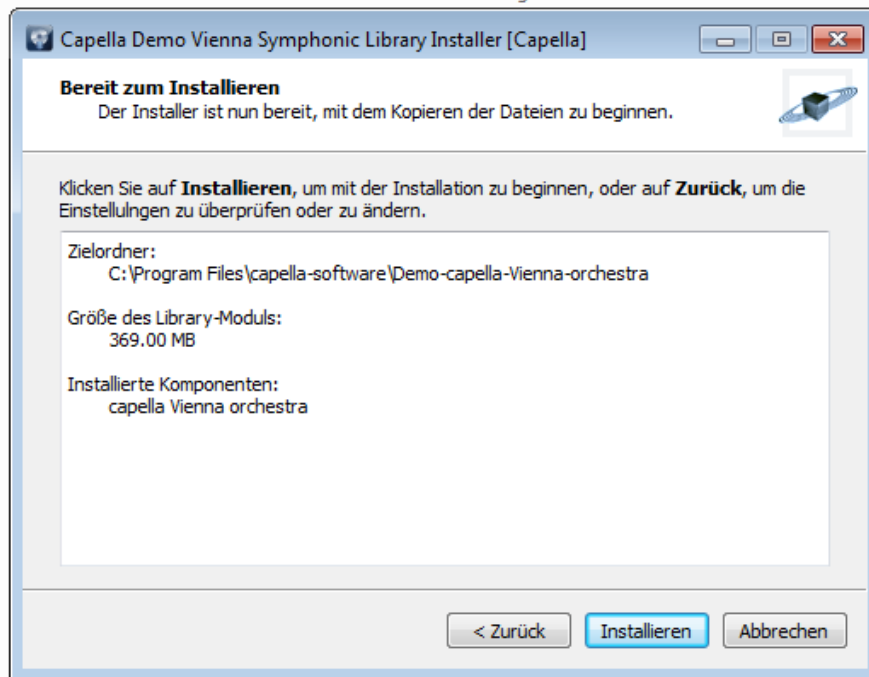 Capella Demo Vienna Symphonic Library Installer [Capella]
Bereit zum Installieren
Der Installer ist nun bereit, mit dem Kopieren der Dateien zu beginnen.
Klicken Sie auf Installieren, um mit der Installation zu beginnen, oder auf Zurück, um die
Einstellulngen zu überprüfen oder zu ändern.
Zielordner:
C:\Program Files\capella-software\Demo-capella-Vienna-orchestra
Größe des Library-Moduls:
369.00 MB
Installierte Komponenten:
capella Vienna orchestra
< Zurück
Installieren
Abbrechen